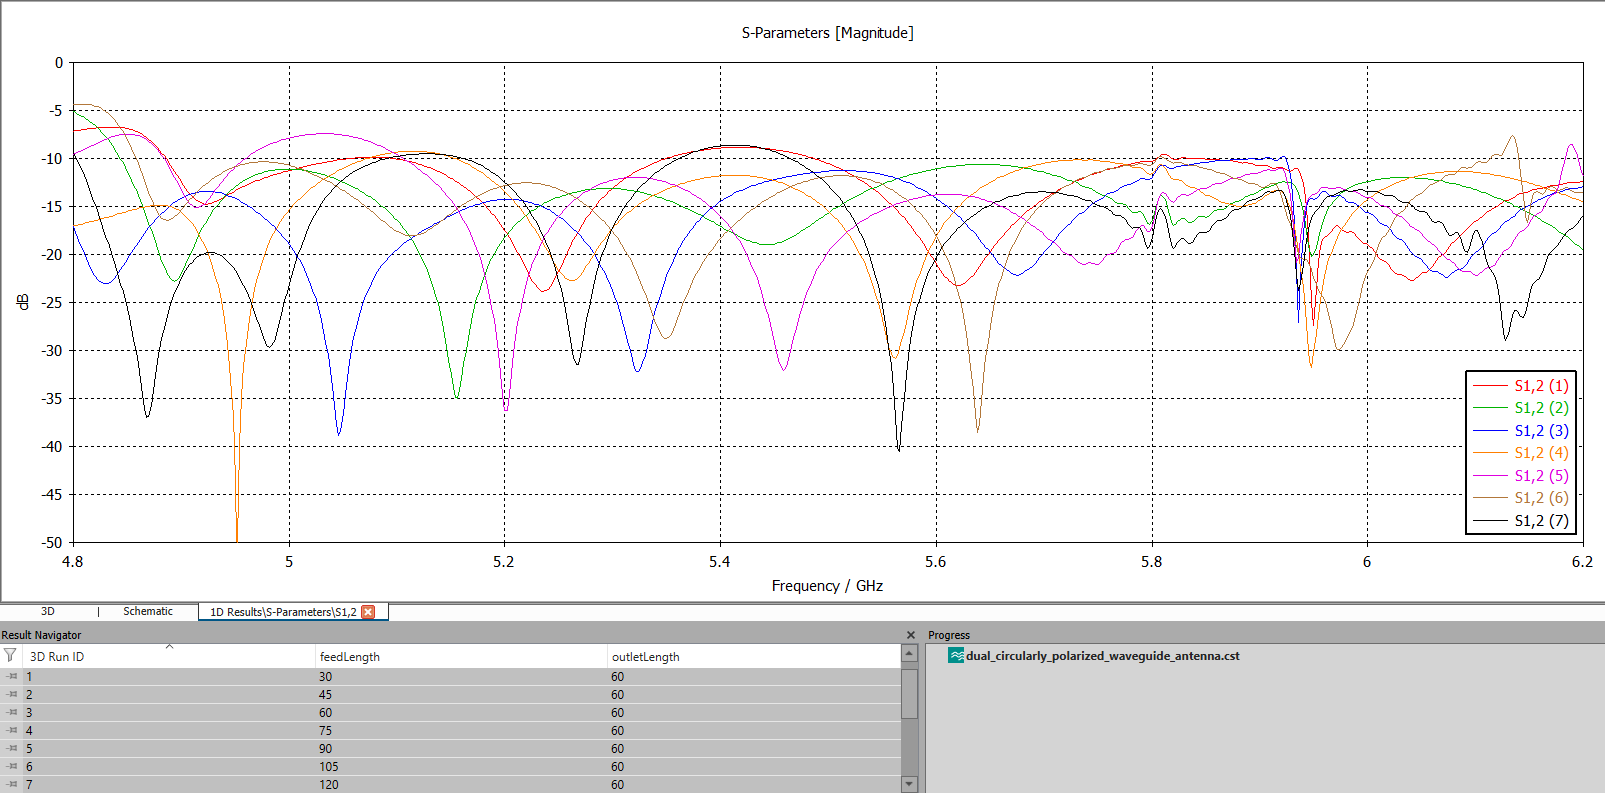 S-Parameters [Magnitude]
0
-5
-10
-15
-20
-25
-30
-35
-40
-45
-50
dB
4.8 5 5.2 5.4 5.6 5.8 6 6.2
Frequency / GHz
S1,2 (1)
S1,2 (2)
S1,2 (3)
S1,2 (4)
S1,2 (5)
S1,2 (6)
S1,2 (7)
3D | Schematic 1D Results\S-Parameters\S1,2
Result Navigator
3D Run ID feedLength outletLength
1 30 60
2 45 60
3 60 60
4 75 60
5 90 60
6 105 60
7 120 60
Progress
dual_circularly_polarized_waveguide_antenna.cst